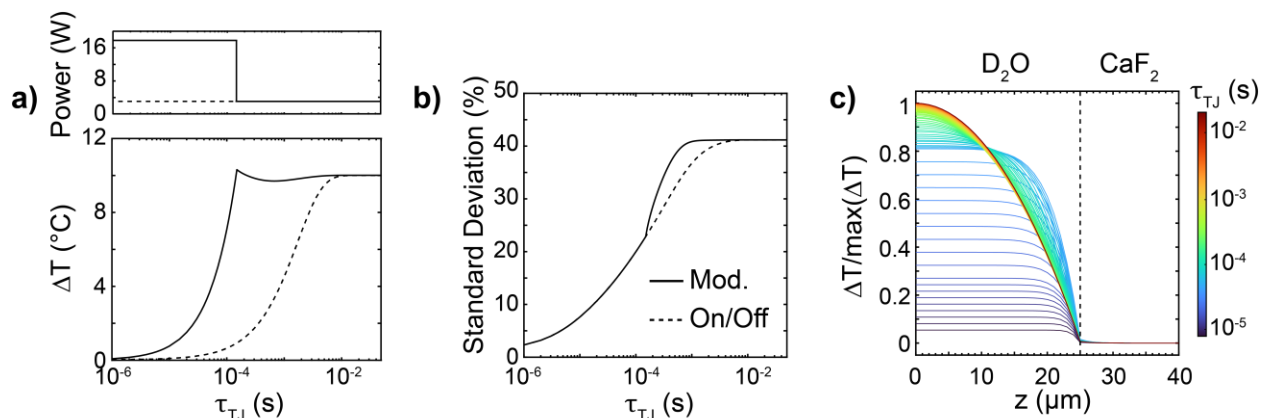 a)
Power (W)
16
8
0
ΔT (°C)
12
8
4
0
10⁻⁶ 10⁻⁴ 10⁻²
τ_TJ (s)
b)
Standard Deviation (%)
50
40
30
20
10
0
Mod.
On/Off
10⁻⁶ 10⁻⁴ 10⁻²
τ_TJ (s)
c)
D₂O CaF₂
ΔT/max(ΔT)
1
0.8
0.6
0.4
0.2
0
0 10 20 30 40
z (μm)
τ_TJ (s)
10⁻²
10⁻³
10⁻⁴
10⁻⁵